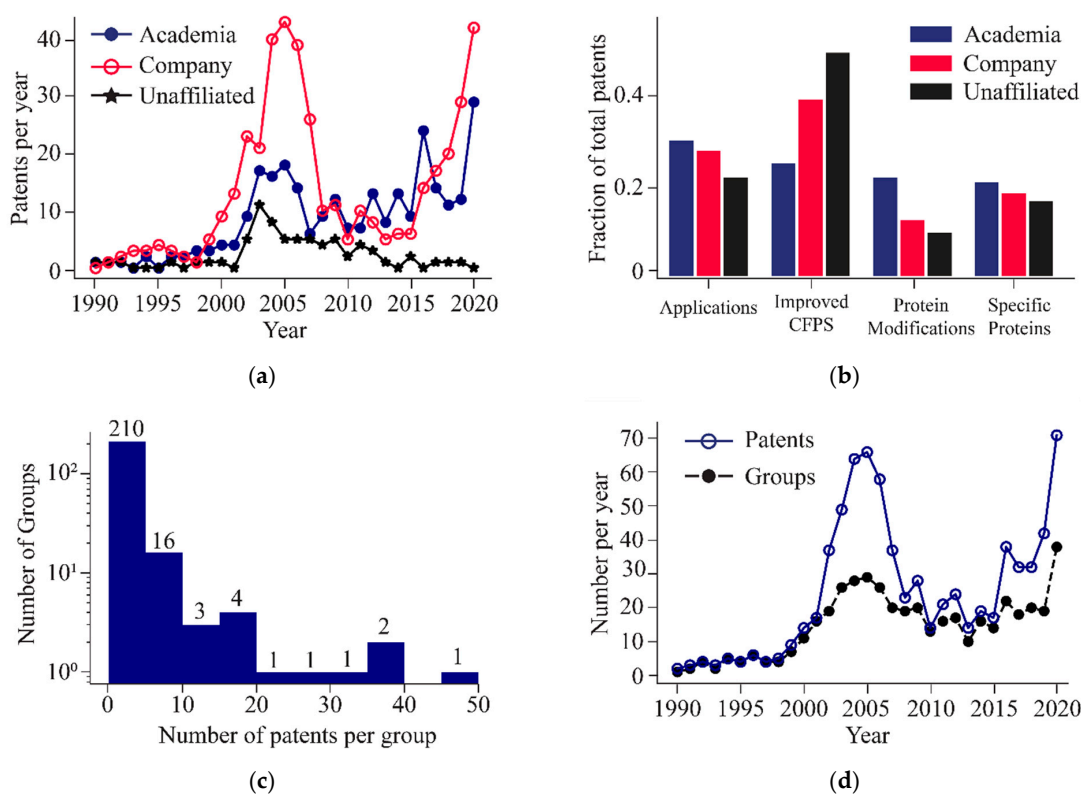 Academia
Company
Unaffiliated
Patents per year
40
30
20
10
0
1990
1995
2000
2005
2010
2015
2020
Year
(a)
Academia
Company
Unaffiliated
Fraction of total patents
0.4
0.2
0
Applications
Improved
CFPS
Protein
Modifications
Specific
Proteins
(b)
210
16
3
4
1
1
1
2
1
Number of Groups
10²
10¹
10⁰
0
10
20
30
40
50
Number of patents per group
(c)
Patents
Groups
Number per year
70
60
50
40
30
20
10
0
1990
1995
2000
2005
2010
2015
2020
Year
(d)